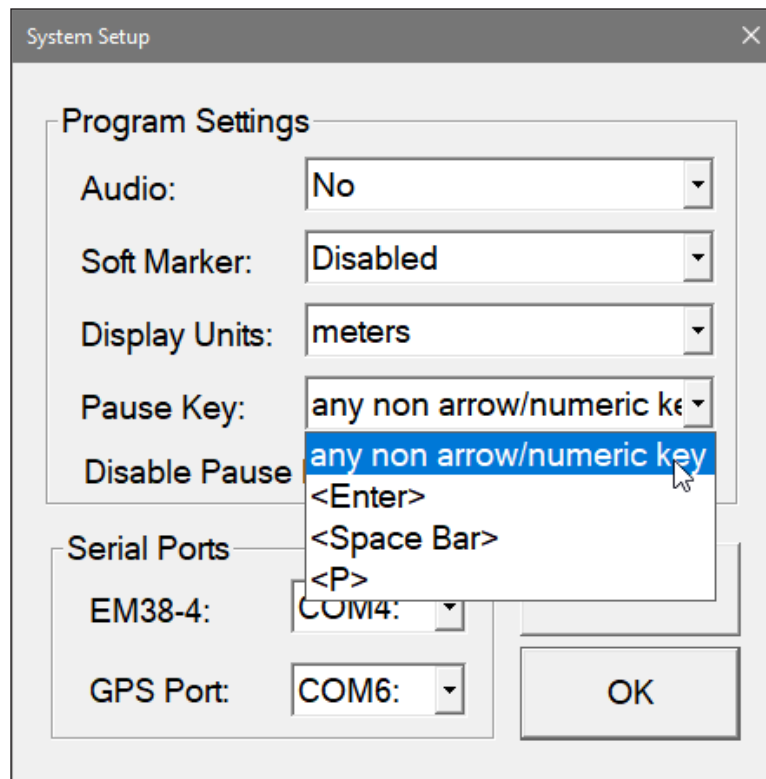 System Setup
Program Settings
Audio: No
Soft Marker: Disabled
Display Units: meters
Pause Key: any non arrow/numeric ke
any non arrow/numeric key
Disable Pause
<Enter>
<Space Bar>
<P>
Serial Ports
EM38-4: COM4:
GPS Port: COM6:
OK